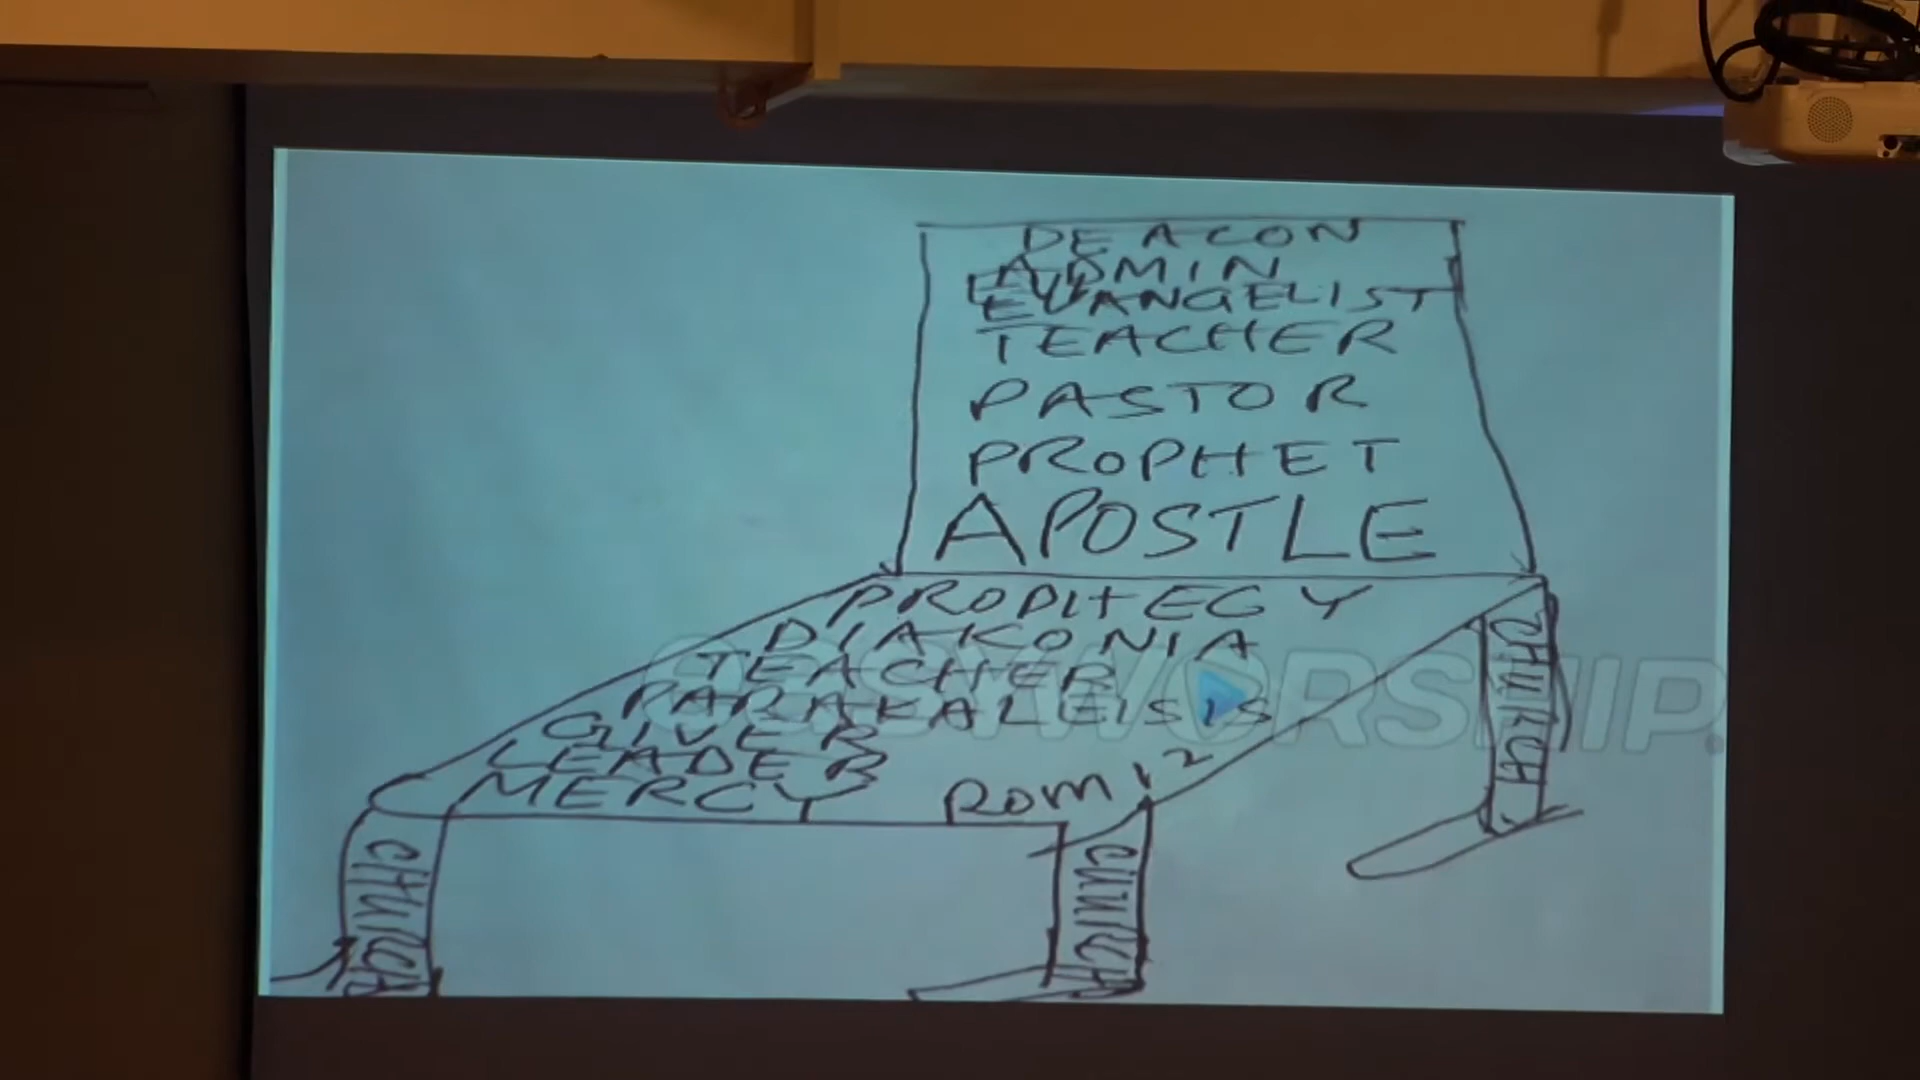 DEACON
ADMIN
EVANGELIST
TEACHER
PASTOR
PROPHET
APOSTLE
PROPHECY
DIAKONIA
TEACHER
PARAKALEISIS
GIVER
LEADER
MERCY
ROM 12
CHURCH
CHURCH
CHURCH
EASYWORSHIP.